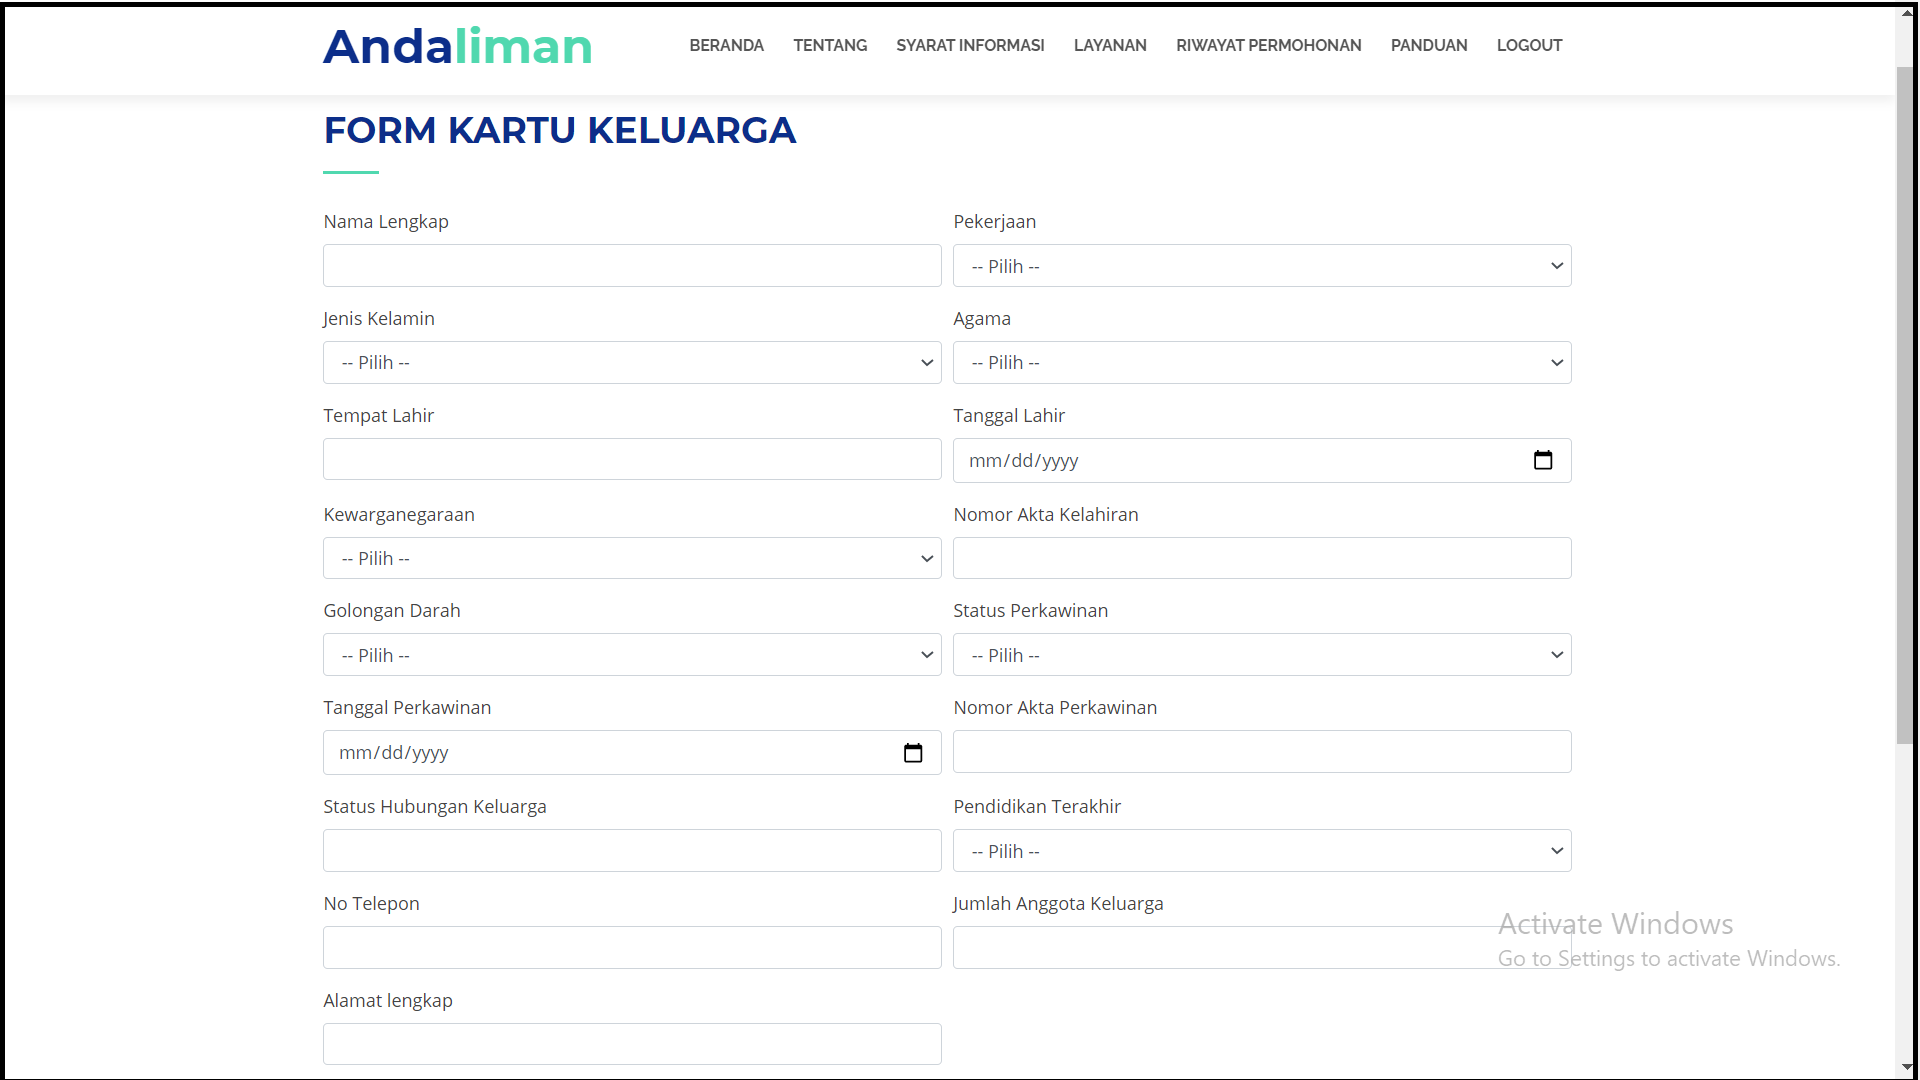 Andaliman
BERANDA TENTANG SYARAT INFORMASI LAYANAN RIWAYAT PERMOHONAN PANDUAN LOGOUT
FORM KARTU KELUARGA
Nama Lengkap Pekerjaan
-- Pilih --
Jenis Kelamin Agama
-- Pilih -- -- Pilih --
Tempat Lahir Tanggal Lahir
mm/dd/yyyy
Kewarganegaraan Nomor Akta Kelahiran
-- Pilih --
Golongan Darah Status Perkawinan
-- Pilih -- -- Pilih --
Tanggal Perkawinan Nomor Akta Perkawinan
mm/dd/yyyy
Status Hubungan Keluarga Pendidikan Terakhir
-- Pilih --
No Telepon Jumlah Anggota Keluarga
Activate Windows
Go to Settings to activate Windows.
Alamat lengkap